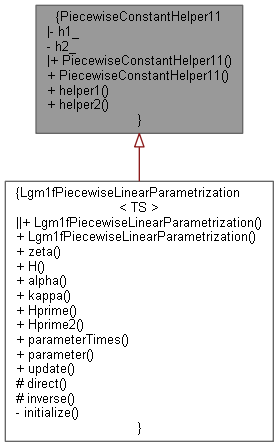 {PiecewiseConstantHelper11
|- h1_
- h2_
|+ PiecewiseConstantHelper11()
+ PiecewiseConstantHelper11()
+ helper1()
+ helper2()
}
{Lgm1fPiecewiseLinearParametrization
< TS >
||+ Lgm1fPiecewiseLinearParametrization()
+ Lgm1fPiecewiseLinearParametrization()
+ zeta()
+ H()
+ alpha()
+ kappa()
+ Hprime()
+ Hprime2()
+ parameterTimes()
+ parameter()
+ update()
# direct()
# inverse()
- initialize()
}